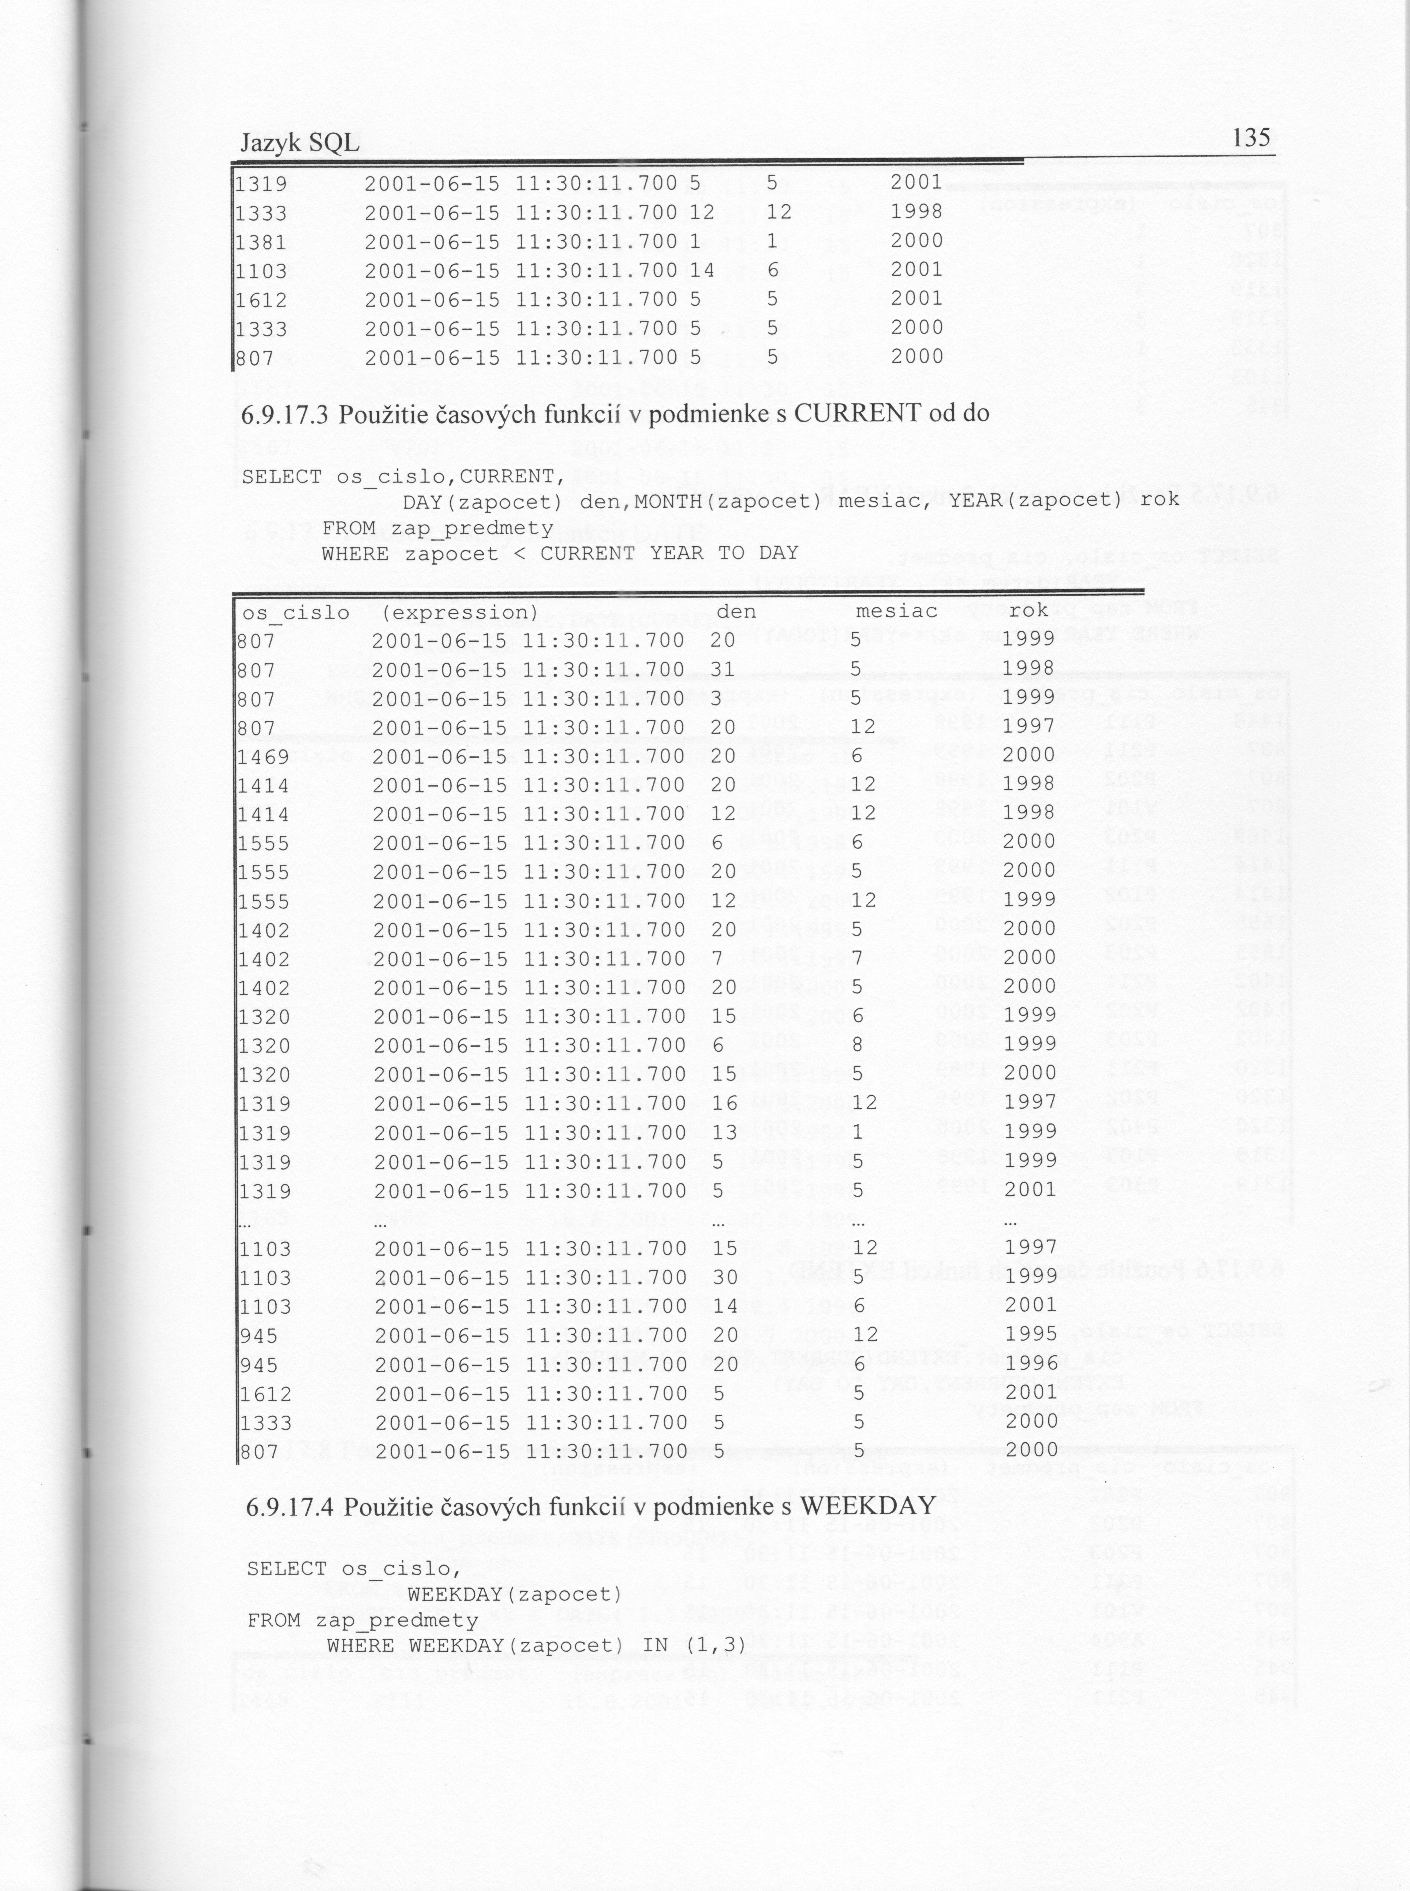 Jazyk SQL 135
1319 2001-06-15 11:30:11.700 5 5 2001
1333 2001-06-15 11:30:11.700 12 12 1998
1381 2001-06-15 11:30:11.700 1 1 2000
1103 2001-06-15 11:30:11.700 14 6 2001
1612 2001-06-15 11:30:11.700 5 5 2001
1333 2001-06-15 11:30:11.700 5 5 2000
807 2001-06-15 11:30:11.700 5 5 2000
6.9.17.3 Použitie časových funkcií v podmienke s CURRENT od do
SELECT os_cislo,CURRENT,
DAY(zapocet) den,MONTH(zapocet) mesiac, YEAR(zapocet) rok
FROM zap_predmety
WHERE zapocet < CURRENT YEAR TO DAY
os_cislo (expression) den mesiac rok
807 2001-06-15 11:30:11.700 20 5 1999
807 2001-06-15 11:30:11.700 31 5 1998
807 2001-06-15 11:30:11.700 3 5 1999
807 2001-06-15 11:30:11.700 20 12 1997
1469 2001-06-15 11:30:11.700 20 6 2000
1414 2001-06-15 11:30:11.700 20 12 1998
1414 2001-06-15 11:30:11.700 12 12 1998
1555 2001-06-15 11:30:11.700 6 6 2000
1555 2001-06-15 11:30:11.700 20 5 2000
1555 2001-06-15 11:30:11.700 12 12 1999
1402 2001-06-15 11:30:11.700 20 5 2000
1402 2001-06-15 11:30:11.700 7 7 2000
1402 2001-06-15 11:30:11.700 20 5 2000
1320 2001-06-15 11:30:11.700 15 6 1999
1320 2001-06-15 11:30:11.700 6 8 1999
1320 2001-06-15 11:30:11.700 15 5 2000
1319 2001-06-15 11:30:11.700 16 12 1997
1319 2001-06-15 11:30:11.700 13 1 1999
1319 2001-06-15 11:30:11.700 5 5 1999
1319 2001-06-15 11:30:11.700 5 5 2001
… … … … …
1103 2001-06-15 11:30:11.700 15 12 1997
1103 2001-06-15 11:30:11.700 30 5 1999
1103 2001-06-15 11:30:11.700 14 6 2001
945 2001-06-15 11:30:11.700 20 12 1995
945 2001-06-15 11:30:11.700 20 6 1996
1612 2001-06-15 11:30:11.700 5 5 2001
1333 2001-06-15 11:30:11.700 5 5 2000
807 2001-06-15 11:30:11.700 5 5 2000
6.9.17.4 Použitie časových funkcií v podmienke s WEEKDAY
SELECT os_cislo,
WEEKDAY(zapocet)
FROM zap_predmety
WHERE WEEKDAY(zapocet) IN (1,3)